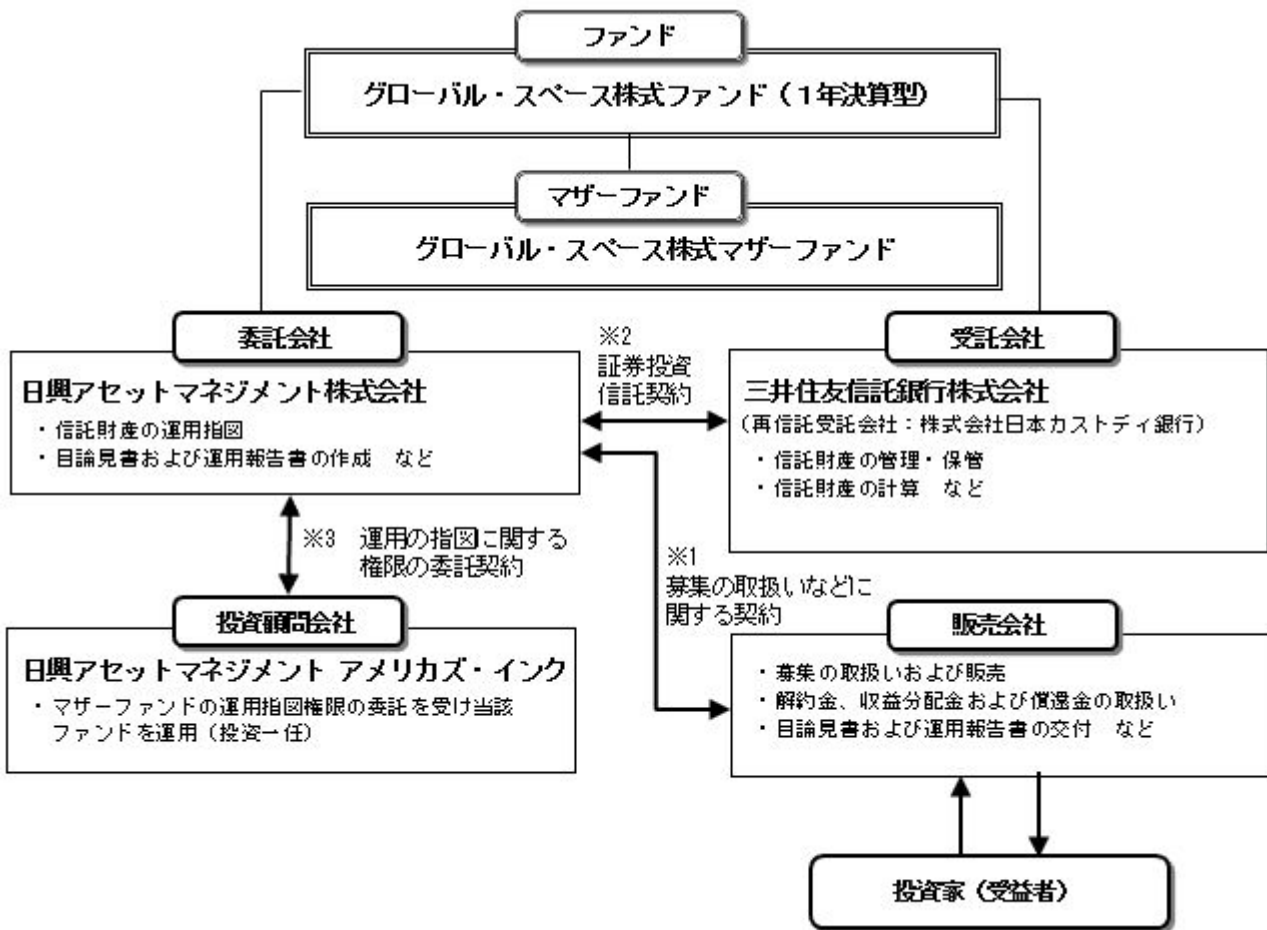 ファンド
グローバル・スペース株式ファンド（1年決算型）
マザーファンド
グローバル・スペース株式マザーファンド
委託会社
日興アセットマネジメント株式会社
・信託財産の運用指図
・目論見書および運用報告書の作成　など
※2
証券投資
信託契約
受託会社
三井住友信託銀行株式会社
（再信託受託会社：株式会社日本カストディ銀行）
・信託財産の管理・保管
・信託財産の計算　など
※3　運用の指図に関する
権限の委託契約
※1
募集の取扱いなどに
関する契約
投資顧問会社
日興アセットマネジメント アメリカズ・インク
・マザーファンドの運用指図権限の委託を受け当該
ファンドを運用（投資一任）
販売会社
・募集の取扱いおよび販売
・解約金、収益分配金および償還金の取扱い
・目論見書および運用報告書の交付　など
投資家（受益者）